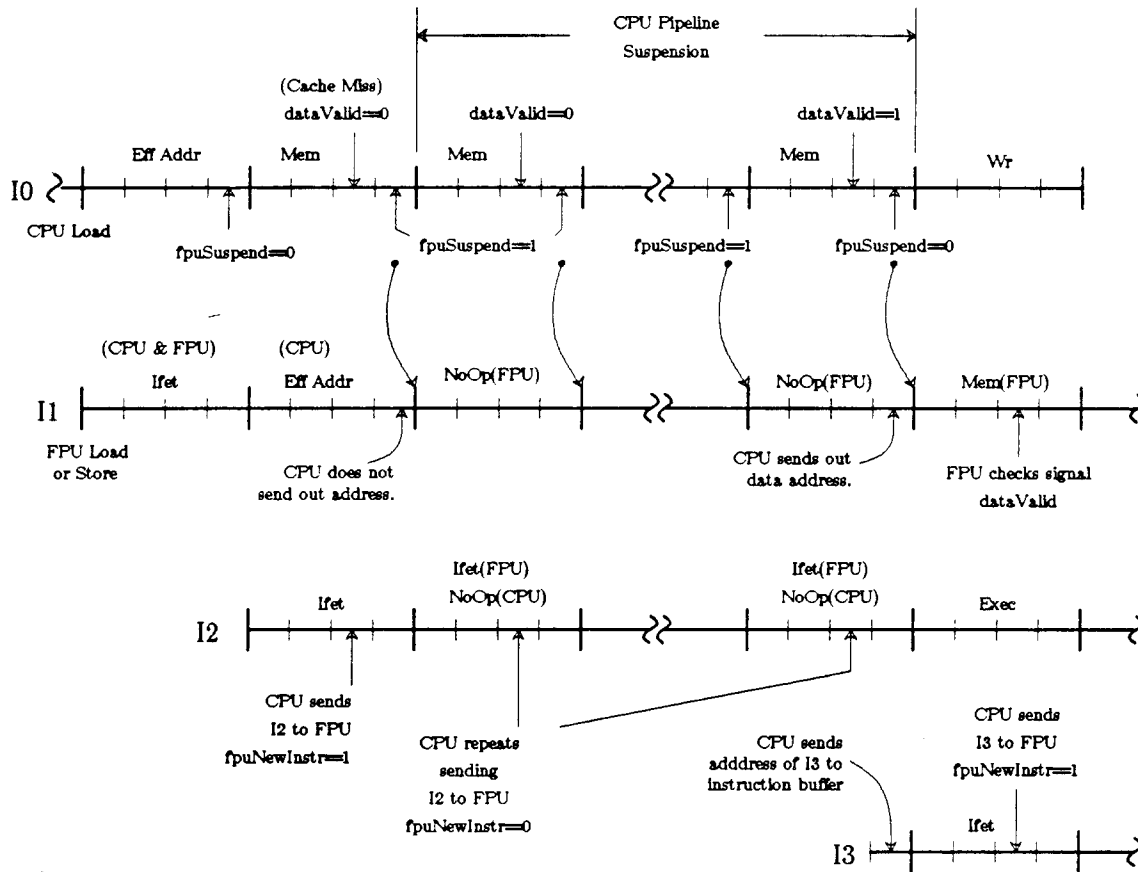 CPU Pipeline
Suspension
(Cache Miss)
dataValid=0
dataValid=0
dataValid=1
Eff Addr
Mem
Mem
Mem
Wr
I0
CPU Load
fpuSuspend=0
fpuSuspend=1
fpuSuspend=1
fpuSuspend=0
(CPU & FPU)
(CPU)
Ifet
Eff Addr
NoOp(FPU)
NoOp(FPU)
Mem(FPU)
I1
FPU Load
or Store
CPU does not
send out address.
CPU sends out
data address.
FPU checks signal
dataValid
Ifet(FPU)
Ifet(FPU)
Ifet
NoOp(CPU)
NoOp(CPU)
Exec
I2
CPU sends
I2 to FPU
fpuNewInstr=1
CPU repeats
sending
I2 to FPU
fpuNewInstr=0
CPU sends
adddress of I3 to
instruction buffer
CPU sends
I3 to FPU
fpuNewInstr=1
Ifet
I3